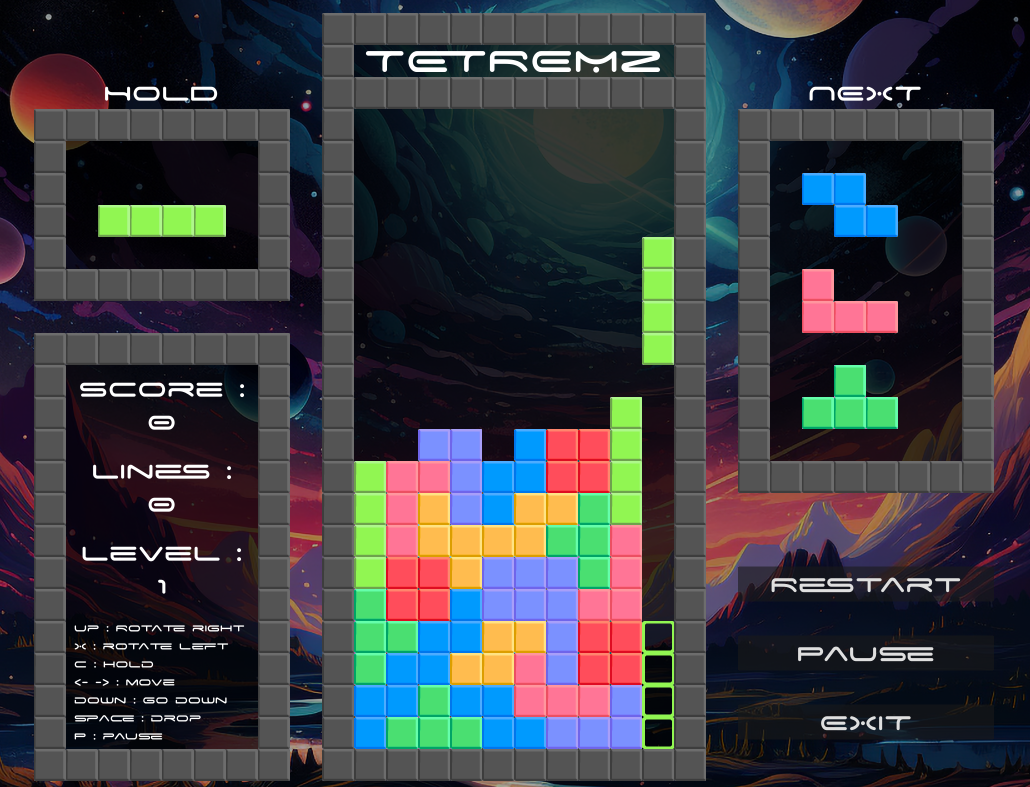 TETREMZ
HOLD
NEXT
SCORE :
0
LINES :
0
LEVEL :
1
UP : ROTATE RIGHT
X : ROTATE LEFT
C : HOLD
<- -> : MOVE
DOWN : GO DOWN
SPACE : DROP
P : PAUSE
RESTART
PAUSE
EXIT